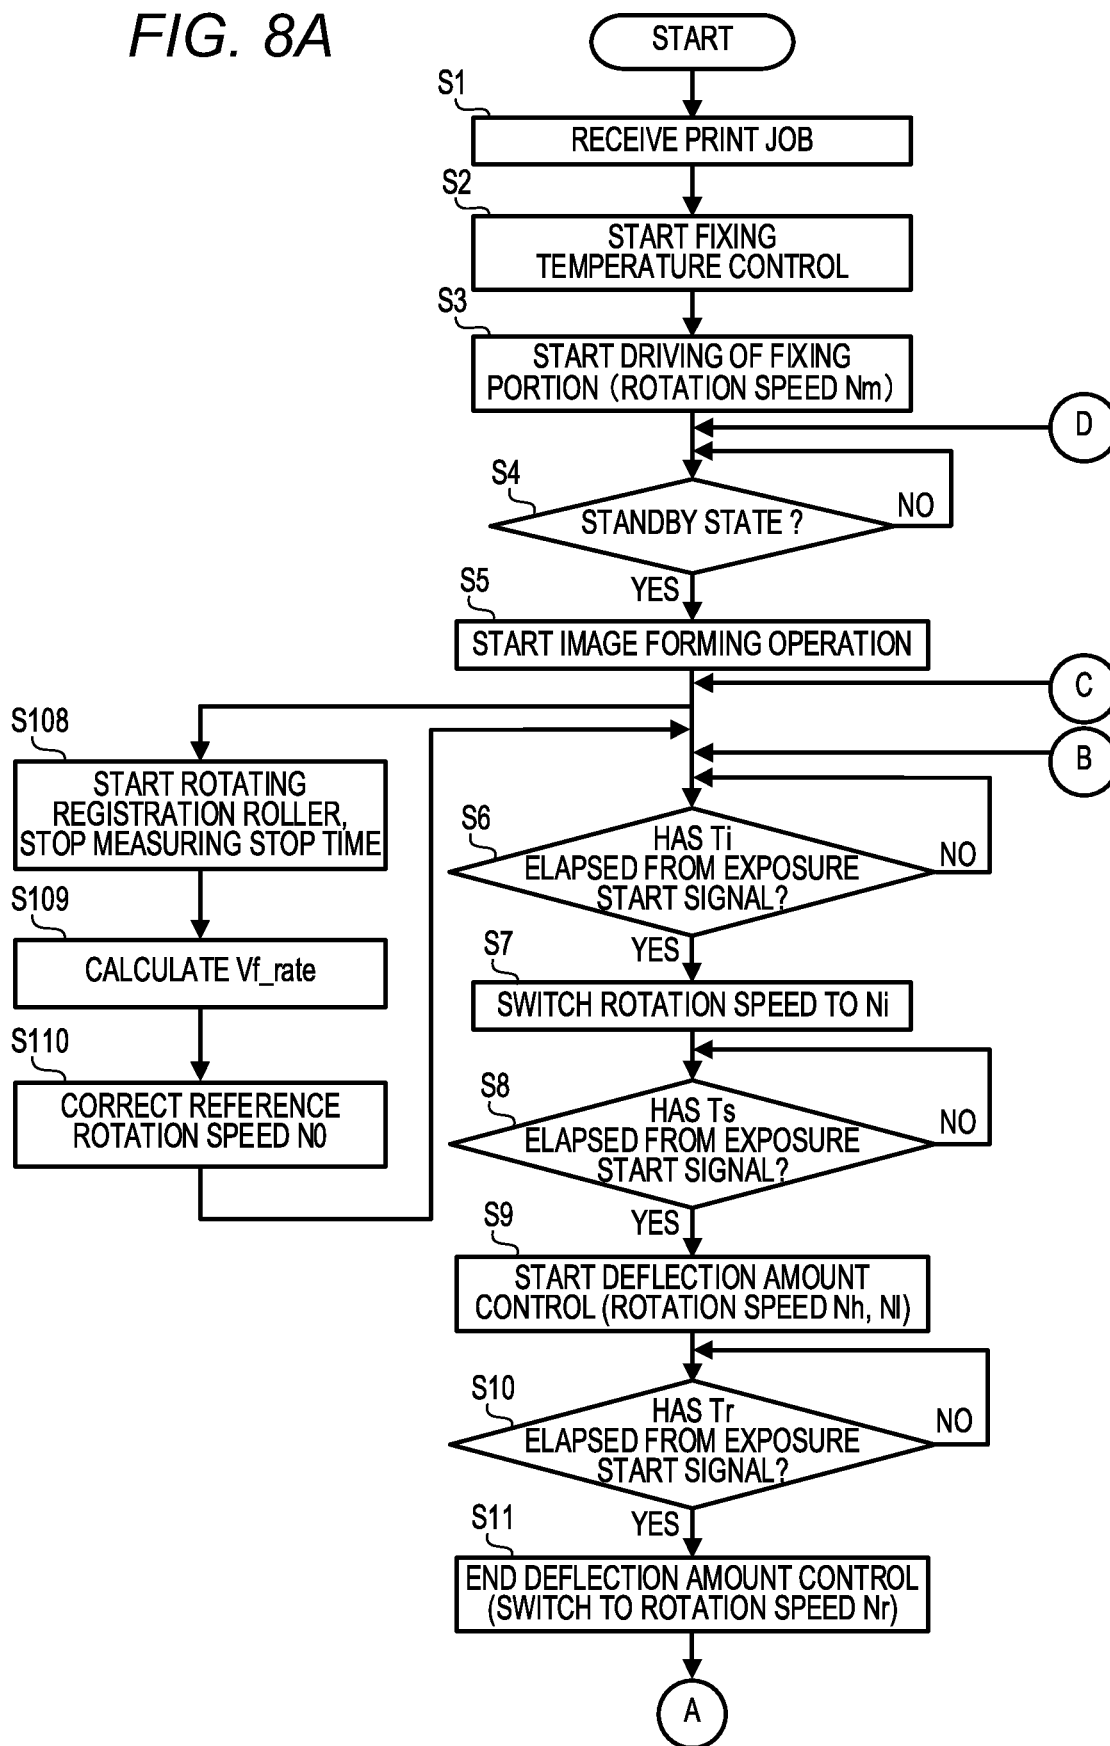 FIG. 8A
START
S1
RECEIVE PRINT JOB
S2
START FIXING
TEMPERATURE CONTROL
S3
START DRIVING OF FIXING
PORTION (ROTATION SPEED Nm)
D
S4
STANDBY STATE ?
NO
YES
S5
START IMAGE FORMING OPERATION
C
S108
START ROTATING
REGISTRATION ROLLER,
STOP MEASURING STOP TIME
B
S109
CALCULATE Vf_rate
S110
CORRECT REFERENCE
ROTATION SPEED N0
S6
HAS Ti
ELAPSED FROM EXPOSURE
START SIGNAL?
NO
YES
S7
SWITCH ROTATION SPEED TO Ni
S8
HAS Ts
ELAPSED FROM EXPOSURE
START SIGNAL?
NO
YES
S9
START DEFLECTION AMOUNT
CONTROL (ROTATION SPEED Nh, Nl)
S10
HAS Tr
ELAPSED FROM EXPOSURE
START SIGNAL?
NO
YES
S11
END DEFLECTION AMOUNT CONTROL
(SWITCH TO ROTATION SPEED Nr)
A